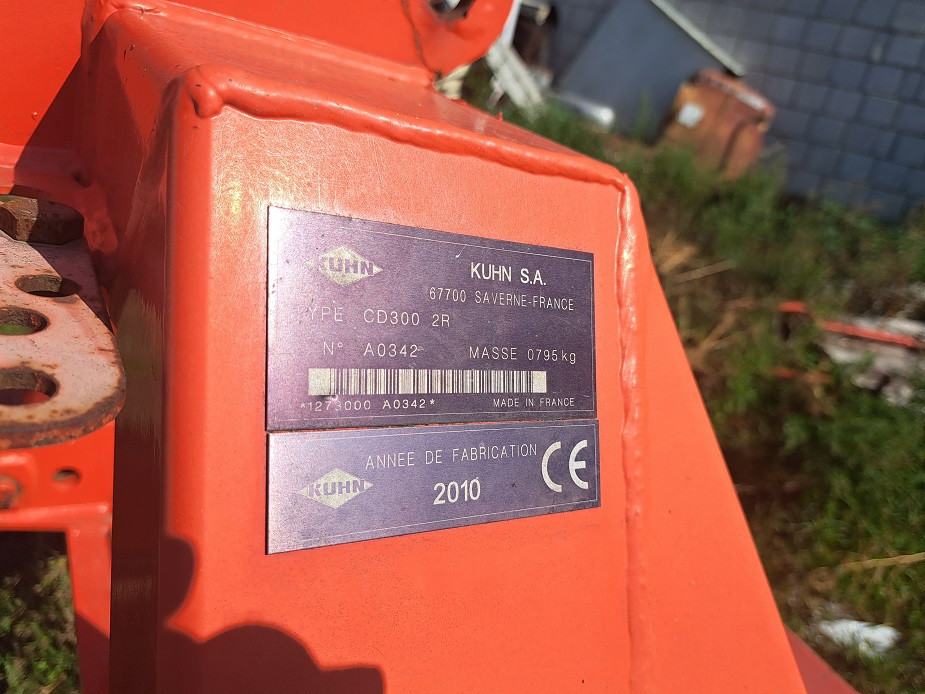 KUHN
KUHN S.A.
67700 SAVERNE-FRANCE
YPE CD300 2R
N° A0342 MASSE 0795 kg
*1273000 A0342*
MADE IN FRANCE
KUHN
ANNEE DE FABRICATION
2010
CE